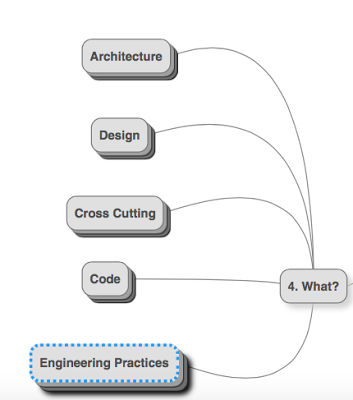 Architecture
Design
Cross Cutting
Code
4. What?
Engineering Practices